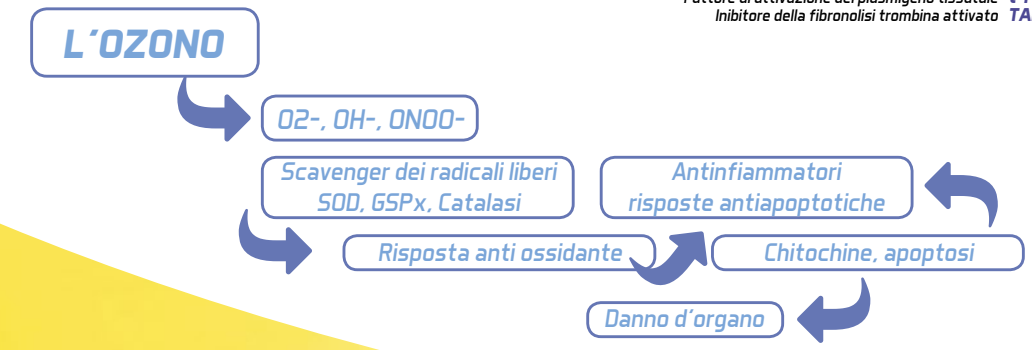 Inibitore della fibronolisi trombina attivato
L'OZONO
O2-, OH-, ONOO-
Scavenger dei radicali liberi
SOD, GSPx, Catalasi
Antinfiammatori
risposte antiapoptotiche
Risposta anti ossidante
Chitochine, apoptosi
Danno d'organo